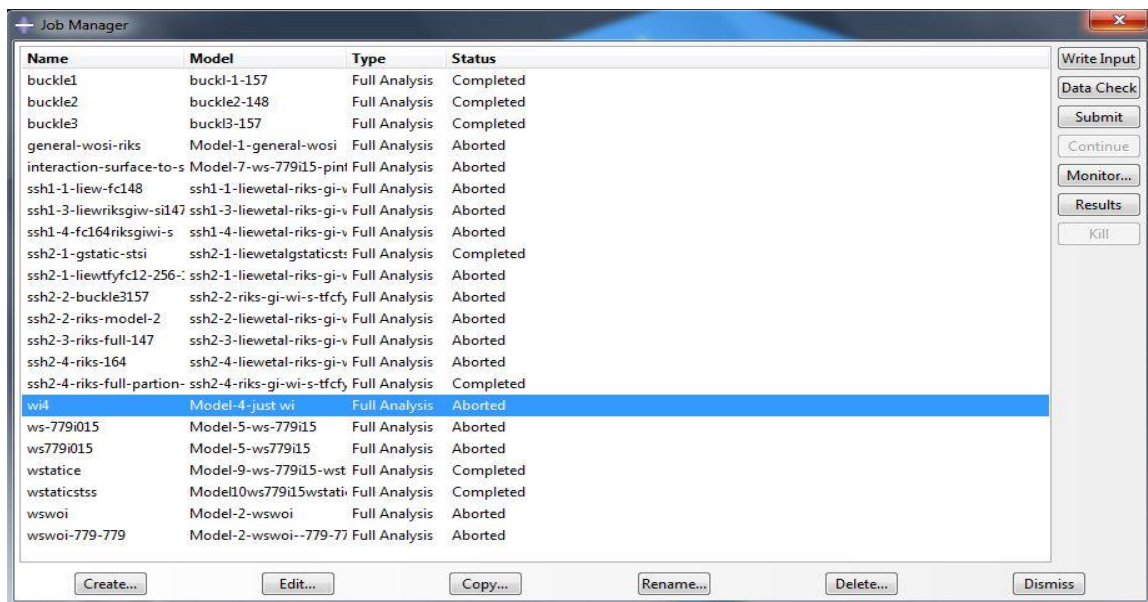 Job Manager
Name Model Type Status
buckle1 buckl-1-157 Full Analysis Completed
buckle2 buckle2-148 Full Analysis Completed
buckle3 buckl3-157 Full Analysis Completed
general-wosi-riks Model-1-general-wosi Full Analysis Aborted
interaction-surface-to-s Model-7-ws-779i15-pint Full Analysis Aborted
ssh1-1-liew-fc148 ssh1-1-liewetal-riks-gi-v Full Analysis Aborted
ssh1-3-liewriksgiw-si147 ssh1-3-liewetal-riks-gi-v Full Analysis Aborted
ssh1-4-fc164riksgiwi-s ssh1-4-liewetal-riks-gi-v Full Analysis Aborted
ssh2-1-gstatic-stsi ssh2-1-liewetalgstaticsts Full Analysis Completed
ssh2-1-liewtfyfc12-256-: ssh2-1-liewetal-riks-gi-v Full Analysis Aborted
ssh2-2-buckle3157 ssh2-2-riks-gi-wi-s-tfcfy Full Analysis Aborted
ssh2-2-riks-model-2 ssh2-2-liewetal-riks-gi-v Full Analysis Aborted
ssh2-3-riks-full-147 ssh2-3-liewetal-riks-gi-v Full Analysis Aborted
ssh2-4-riks-164 ssh2-4-liewetal-riks-gi-v Full Analysis Aborted
ssh2-4-riks-full-partion- ssh2-4-riks-gi-wi-s-tfcfy Full Analysis Completed
wi4 Model-4-just wi Full Analysis Aborted
ws-779i015 Model-5-ws-779i15 Full Analysis Aborted
ws779i015 Model-5-ws779i15 Full Analysis Aborted
wstatice Model-9-ws-779i15-wst Full Analysis Completed
wstaticstss Model10ws779i15wstati Full Analysis Completed
wswoi Model-2-wswoi Full Analysis Aborted
wswoi-779-779 Model-2-wswoi--779-77 Full Analysis Aborted
Write Input
Data Check
Submit
Continue
Monitor...
Results
Kill
Create... Edit... Copy... Rename... Delete... Dismiss